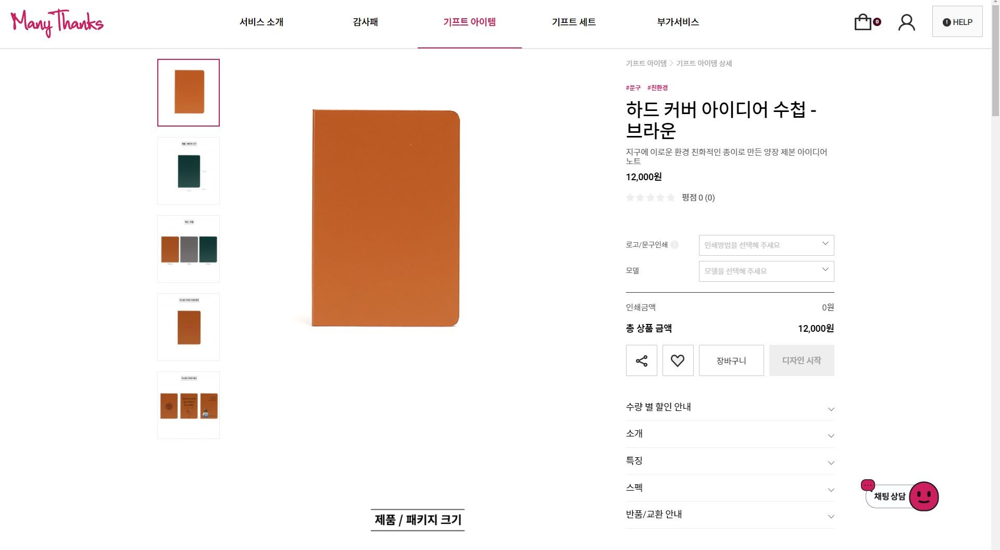 Many Thanks
서비스 소개
감사패
기프트 아이템
기프트 세트
부가서비스
0
! HELP
기프트 아이템 > 기프트 아이템 상세
#문구 #친환경
하드 커버 아이디어 수첩 -
브라운
지구에 이로운 환경 친화적인 종이로 만든 양장 제본 아이디어
노트
12,000원
평점 0 (0)
로고/문구인쇄
인쇄방법을 선택해 주세요
모델
모델을 선택해 주세요
인쇄금액 0원
총 상품 금액 12,000원
장바구니
디자인 시작
수량 별 할인 안내
소개
특징
스펙
반품/교환 안내
채팅 상담
제품 / 패키지 크기